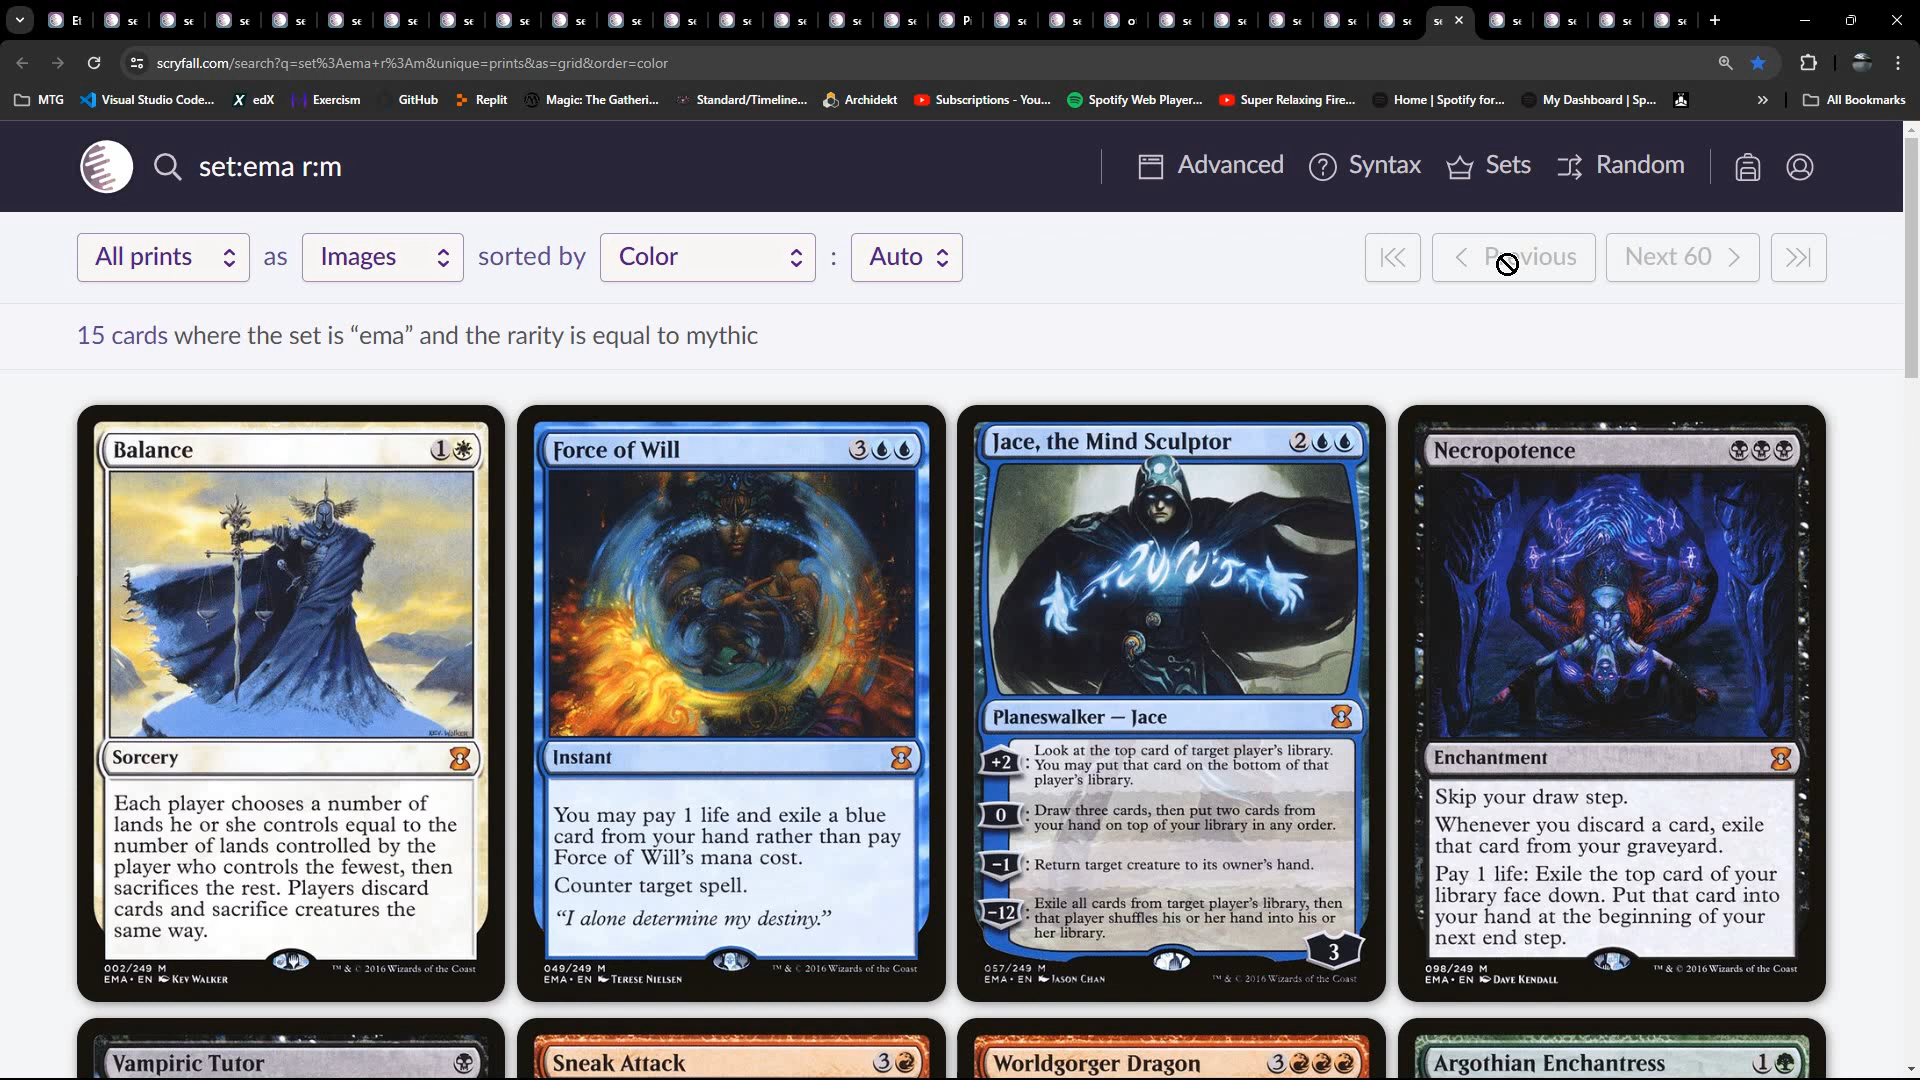 scryfall.com/search?q=set%3Aema+r%3Am&unique=prints&as=grid&order=color
MTG
Visual Studio Code...
edX
Exercism
GitHub
Replit
Magic: The Gatheri...
Standard/Timeline...
Archidekt
Subscriptions - You...
Spotify Web Player...
Super Relaxing Fire...
Home | Spotify for...
My Dashboard | Sp...
All Bookmarks
set:ema r:m
Advanced
Syntax
Sets
Random
All prints
as
Images
sorted by
Color
:
Auto
Previous
Next 60
15 cards where the set is “ema” and the rarity is equal to mythic
Balance 1
Sorcery
Each player chooses a number of
lands he or she controls equal to the
number of lands controlled by the
player who controls the fewest, then
sacrifices the rest. Players discard
cards and sacrifice creatures the
same way.
002/249 M
EMA • EN KEV WALKER
™ & © 2016 Wizards of the Coast
Force of Will 3
Instant
You may pay 1 life and exile a blue
card from your hand rather than pay
Force of Will’s mana cost.
Counter target spell.
“I alone determine my destiny.”
049/249 M
EMA • EN TERESE NIELSEN
™ & © 2016 Wizards of the Coast
Jace, the Mind Sculptor 2
Planeswalker — Jace
+2 : Look at the top card of target player’s library.
You may put that card on the bottom of that
player’s library.
0 : Draw three cards, then put two cards from
your hand on top of your library in any order.
−1 : Return target creature to its owner’s hand.
−12 : Exile all cards from target player’s library, then
that player shuffles his or her hand into his or
her library.
3
057/249 M
EMA • EN JASON CHAN
™ & © 2016 Wizards of the Coast
Necropotence
Enchantment
Skip your draw step.
Whenever you discard a card, exile
that card from your graveyard.
Pay 1 life: Exile the top card of your
library face down. Put that card into
your hand at the beginning of your
next end step.
098/249 M
EMA • EN DAVE KENDALL
™ & © 2016 Wizards of the Coast
Vampiric Tutor
Sneak Attack 3
Worldgorger Dragon 3
Argothian Enchantress 1